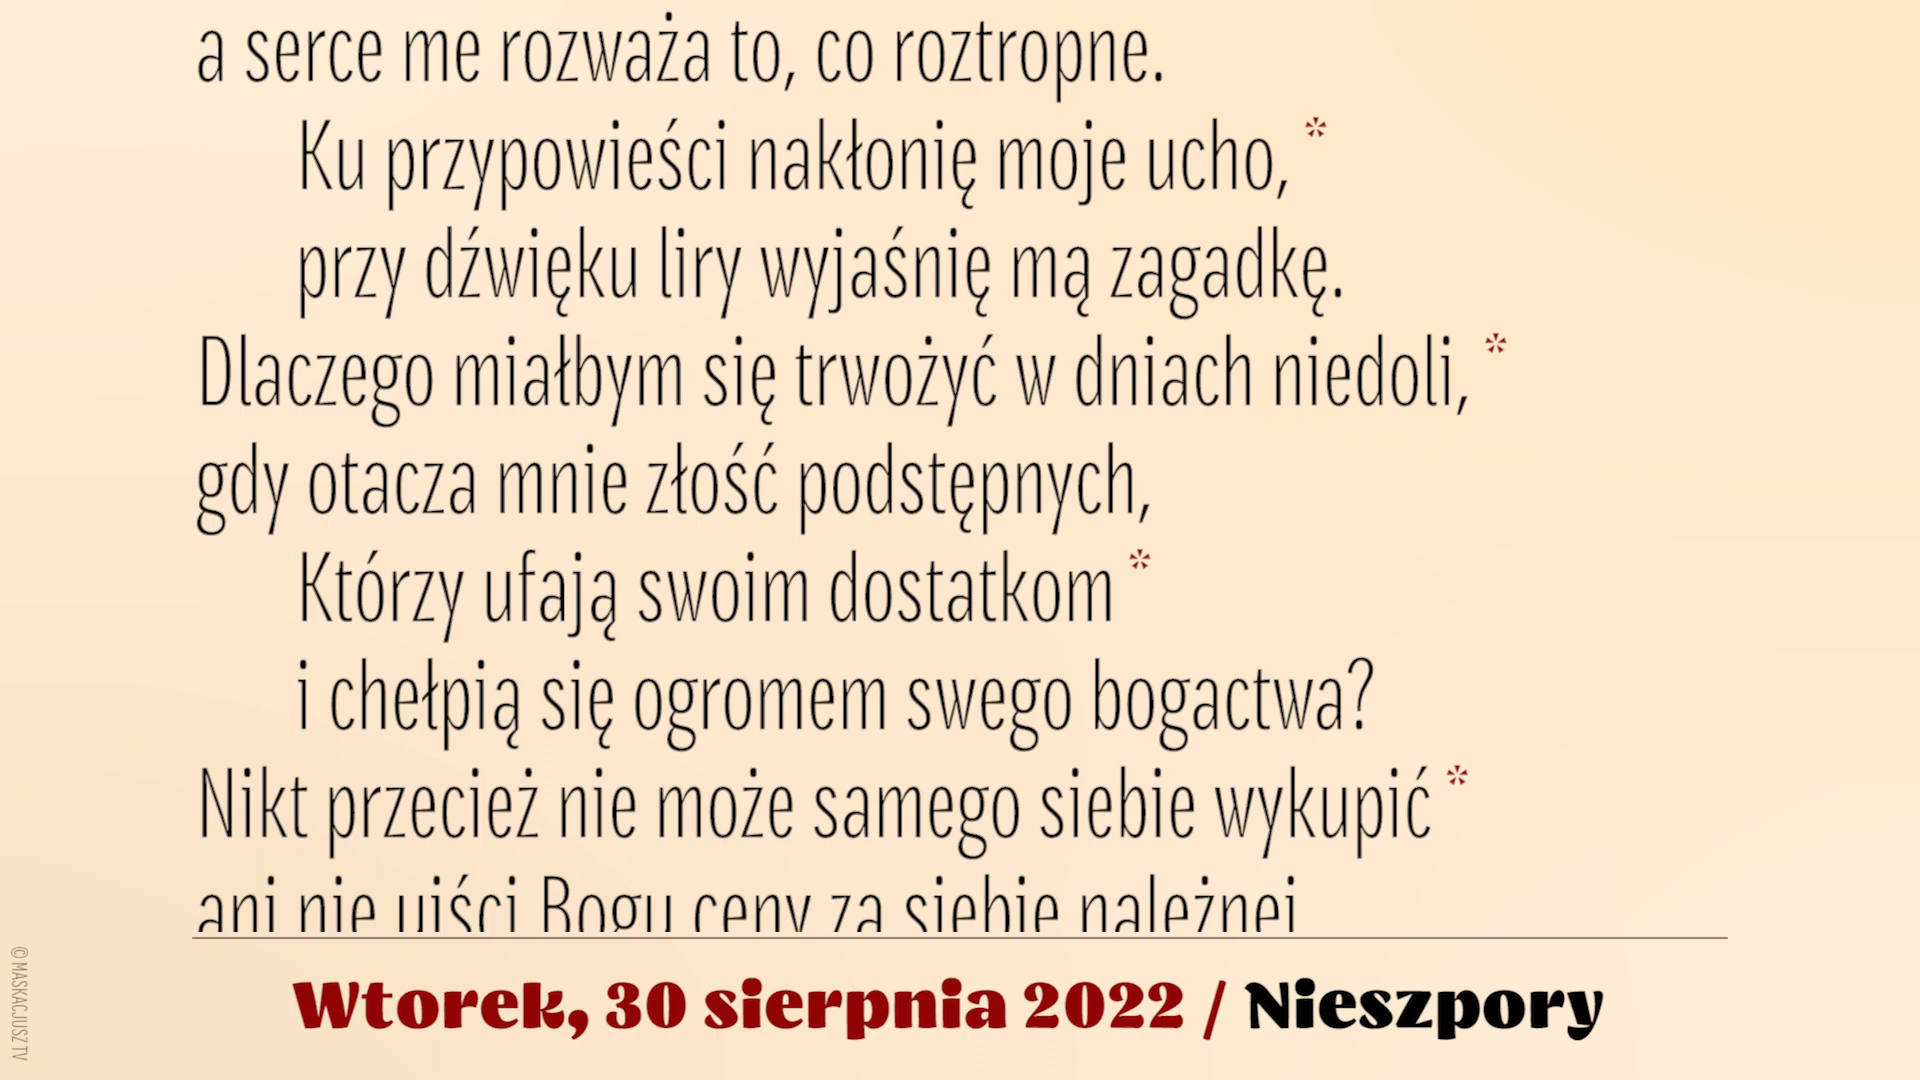 a serce me rozważa to, co roztropne.
Ku przypowieści nakłonię moje ucho, *
przy dźwięku liry wyjaśnię mą zagadkę.
Dlaczego miałbym się trwożyć w dniach niedoli, *
gdy otacza mnie złość podstępnych,
Którzy ufają swoim dostatkom *
i chełpią się ogromem swego bogactwa?
Nikt przecież nie może samego siebie wykupić *
ani nie uiści Bogu ceny za siebie należnej
Wtorek, 30 sierpnia 2022 / Nieszpory
© MASKACJUSZ TV